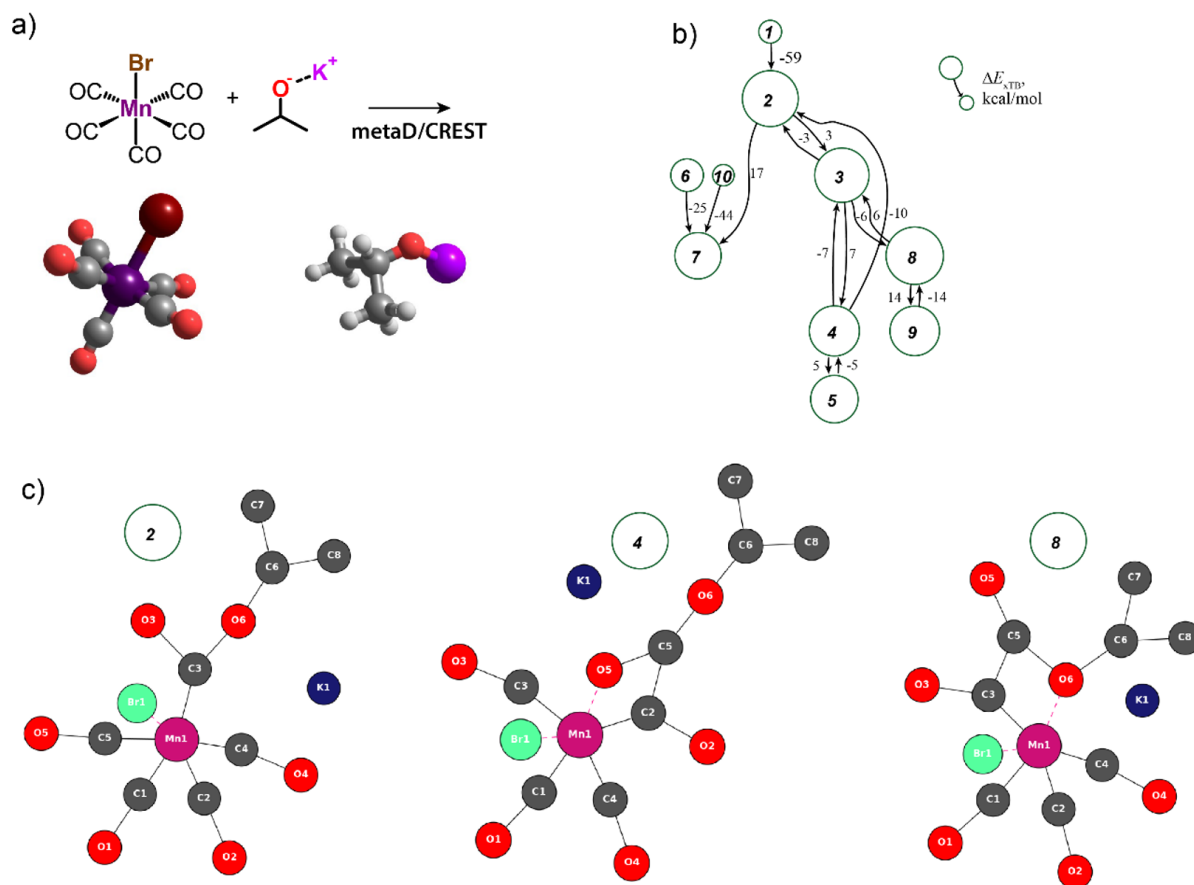 a)
Br
OC CO
Mn
OC CO
CO
+
O- K+
metaD/CREST
b)
1
-59
2
-3 3
6 10 17 3
-25 -44 -6 6 -10
7 -7 7 8
14 -14
4 9
5 -5
5
ΔE_xTB,
kcal/mol
c)
2
C7
C8
C6
O3 O6
C3
K1
Br1
O5 C5 Mn1 C4
O4
C1 C2
O1 O2
4
C7
C6 C8
K1
O6
C5
O3 O5
C3
C2
Br1 Mn1
O2
C1 C4
O1 O4
8
O5
C7
C5 C6 C8
O3 C3 O6
K1
Br1 Mn1
C4
C1 C2 O4
O1
O2